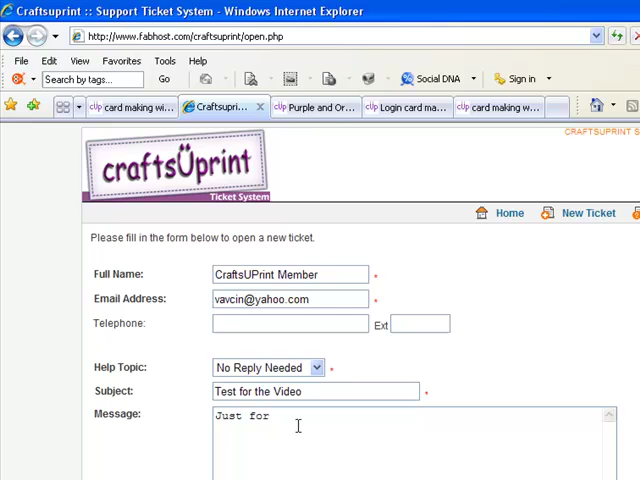 Craftsuprint :: Support Ticket System - Windows Internet Explorer
http://www.fabhost.com/craftsuprint/open.php
File Edit View Favorites Tools Help
Search by tags... Go Social DNA Sign in
card making wi... Craftsupri... Purple and Or... Login card ma... card making w...
CRAFTSUPRINT S
craftsÜprint
Ticket System
Home New Ticket
Please fill in the form below to open a new ticket.
Full Name: CraftsUPrint Member *
Email Address: vavcin@yahoo.com *
Telephone: Ext
Help Topic: No Reply Needed *
Subject: Test for the Video *
Message: Just for